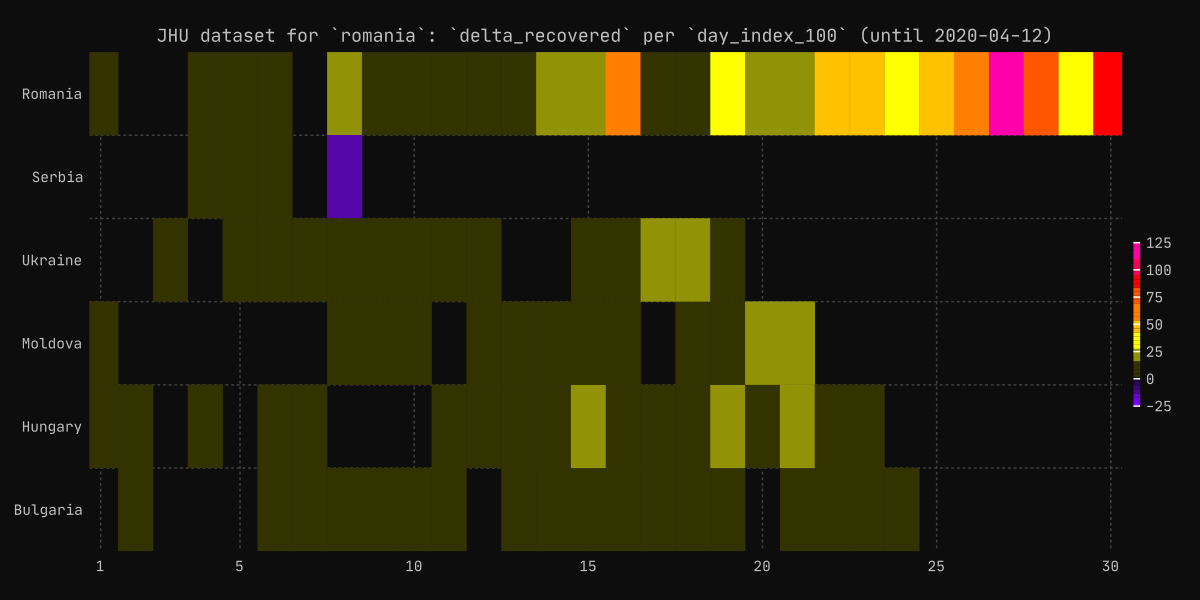 JHU dataset for `romania`: `delta_recovered` per `day_index_100` (until 2020-04-12)
Romania
Serbia
Ukraine
Moldova
Hungary
Bulgaria
1 5 10 15 20 25 30
125
100
75
50
25
0
-25